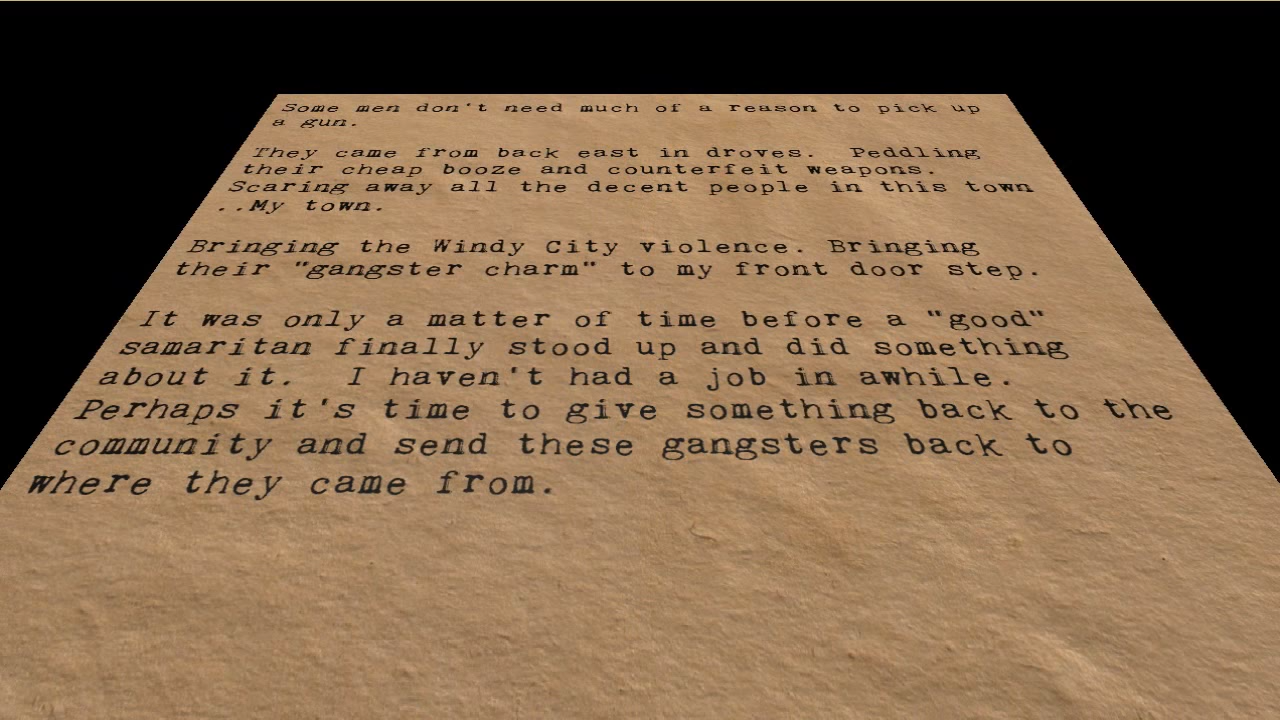 Some men don't need much of a reason to pick up
a gun.
They came from back east in droves.  Peddling
their cheap booze and counterfeit weapons.
Scaring away all the decent people in this town
..My town.
Bringing the Windy City violence. Bringing
their "gangster charm" to my front door step.
It was only a matter of time before a "good"
samaritan finally stood up and did something
about it.  I haven't had a job in awhile.
Perhaps it's time to give something back to the
community and send these gangsters back to
where they came from.